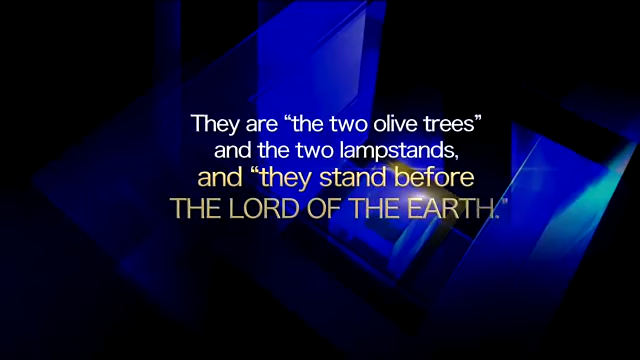 They are “the two olive trees”
and the two lampstands,
and “they stand before
THE LORD OF THE EARTH.”